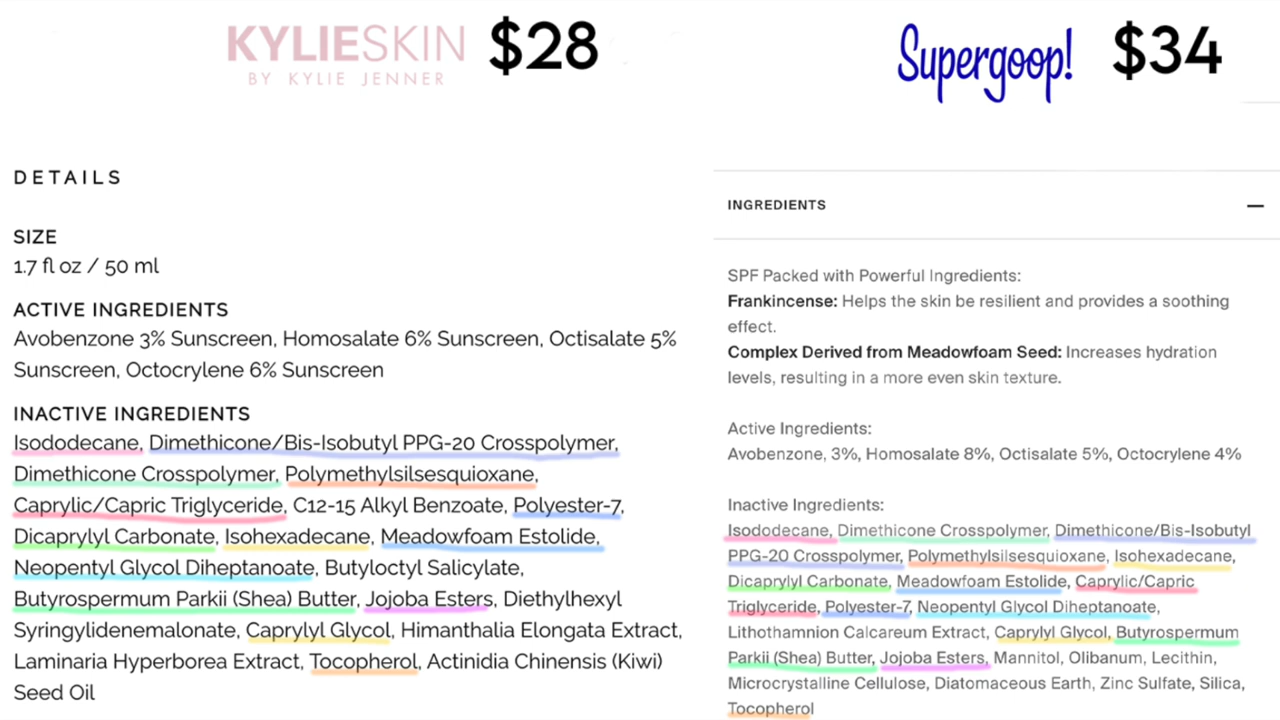 KYLIESKIN $28
BY KYLIE JENNER
DETAILS
SIZE
1.7 fl oz / 50 ml
ACTIVE INGREDIENTS
Avobenzone 3% Sunscreen, Homosalate 6% Sunscreen, Octisalate 5%
Sunscreen, Octocrylene 6% Sunscreen
INACTIVE INGREDIENTS
Isododecane, Dimethicone/Bis-Isobutyl PPG-20 Crosspolymer,
Dimethicone Crosspolymer, Polymethylsilsesquioxane,
Caprylic/Capric Triglyceride, C12-15 Alkyl Benzoate, Polyester-7,
Dicaprylyl Carbonate, Isohexadecane, Meadowfoam Estolide,
Neopentyl Glycol Diheptanoate, Butyloctyl Salicylate,
Butyrospermum Parkii (Shea) Butter, Jojoba Esters, Diethylhexyl
Syringylidenemalonate, Caprylyl Glycol, Himanthalia Elongata Extract,
Laminaria Hyperborea Extract, Tocopherol, Actinidia Chinensis (Kiwi)
Seed Oil
Supergoop! $34
INGREDIENTS
SPF Packed with Powerful Ingredients:
Frankincense: Helps the skin be resilient and provides a soothing
effect.
Complex Derived from Meadowfoam Seed: Increases hydration
levels, resulting in a more even skin texture.
Active Ingredients:
Avobenzone, 3%, Homosalate 8%, Octisalate 5%, Octocrylene 4%
Inactive Ingredients:
Isododecane, Dimethicone Crosspolymer, Dimethicone/Bis-Isobutyl
PPG-20 Crosspolymer, Polymethylsilsesquioxane, Isohexadecane,
Dicaprylyl Carbonate, Meadowfoam Estolide, Caprylic/Capric
Triglyceride, Polyester-7, Neopentyl Glycol Diheptanoate,
Lithothamnion Calcareum Extract, Caprylyl Glycol, Butyrospermum
Parkii (Shea) Butter, Jojoba Esters, Mannitol, Olibanum, Lecithin,
Microcrystalline Cellulose, Diatomaceous Earth, Zinc Sulfate, Silica,
Tocopherol